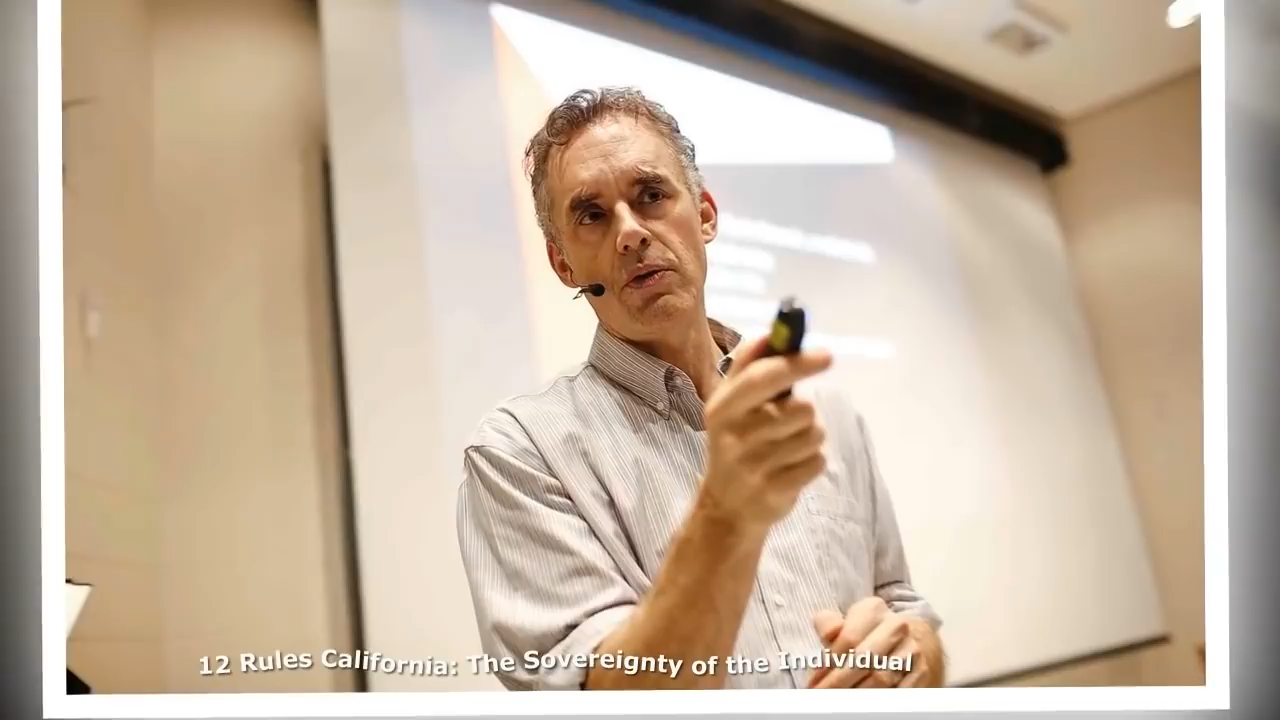 12 Rules California: The Sovereignty of the Individual